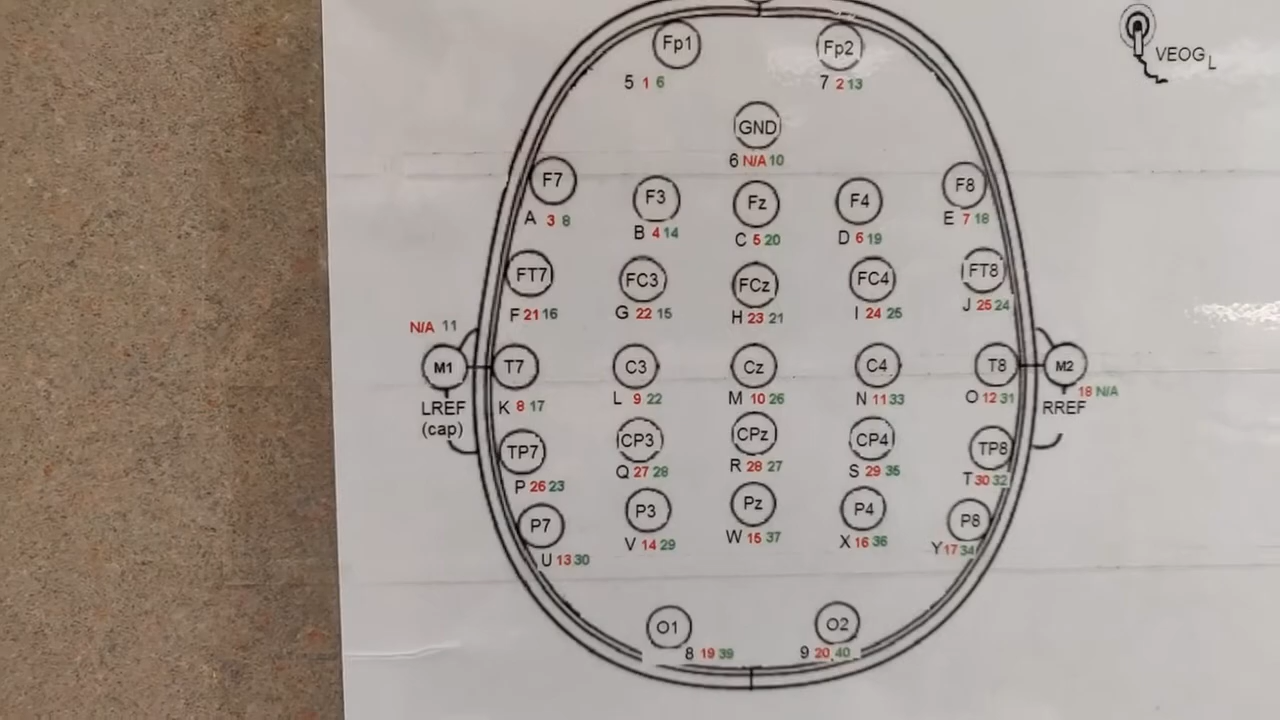 Fp1 Fp2
VEOGL
5 1 6 7 2 13
GND
6 N/A 10
F7 F3 Fz F4 F8
A 3 8 B 4 14 C 5 20 D 6 19 E 7 18
FT7 FC3 FCz FC4 FT8
F 21 16 G 22 15 H 23 21 I 24 25 J 25 24
N/A 11
M1 T7 C3 Cz C4 T8 M2
18 N/A
K 8 17 L 9 22 M 10 26 N 11 33 O 12 31
LREF RREF
(cap)
TP7 CP3 CPz CP4 TP8
P 26 23 Q 27 28 R 28 27 S 29 35 T 30 32
P7 P3 Pz P4 P8
U 13 30 V 14 29 W 15 37 X 16 36 Y 17 34
O1 O2
8 19 39 9 20 40